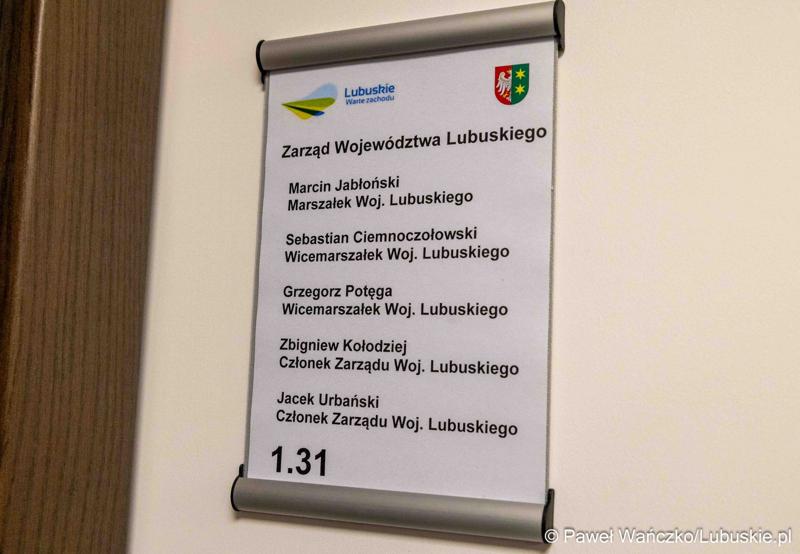 Lubuskie
Warte zachodu
Zarząd Województwa Lubuskiego
Marcin Jabłoński
Marszałek Woj. Lubuskiego
Sebastian Ciemnoczołowski
Wicemarszałek Woj. Lubuskiego
Grzegorz Potęga
Wicemarszałek Woj. Lubuskiego
Zbigniew Kołodziej
Członek Zarządu Woj. Lubuskiego
Jacek Urbański
Członek Zarządu Woj. Lubuskiego
1.31
© Paweł Wańczko/Lubuskie.pl